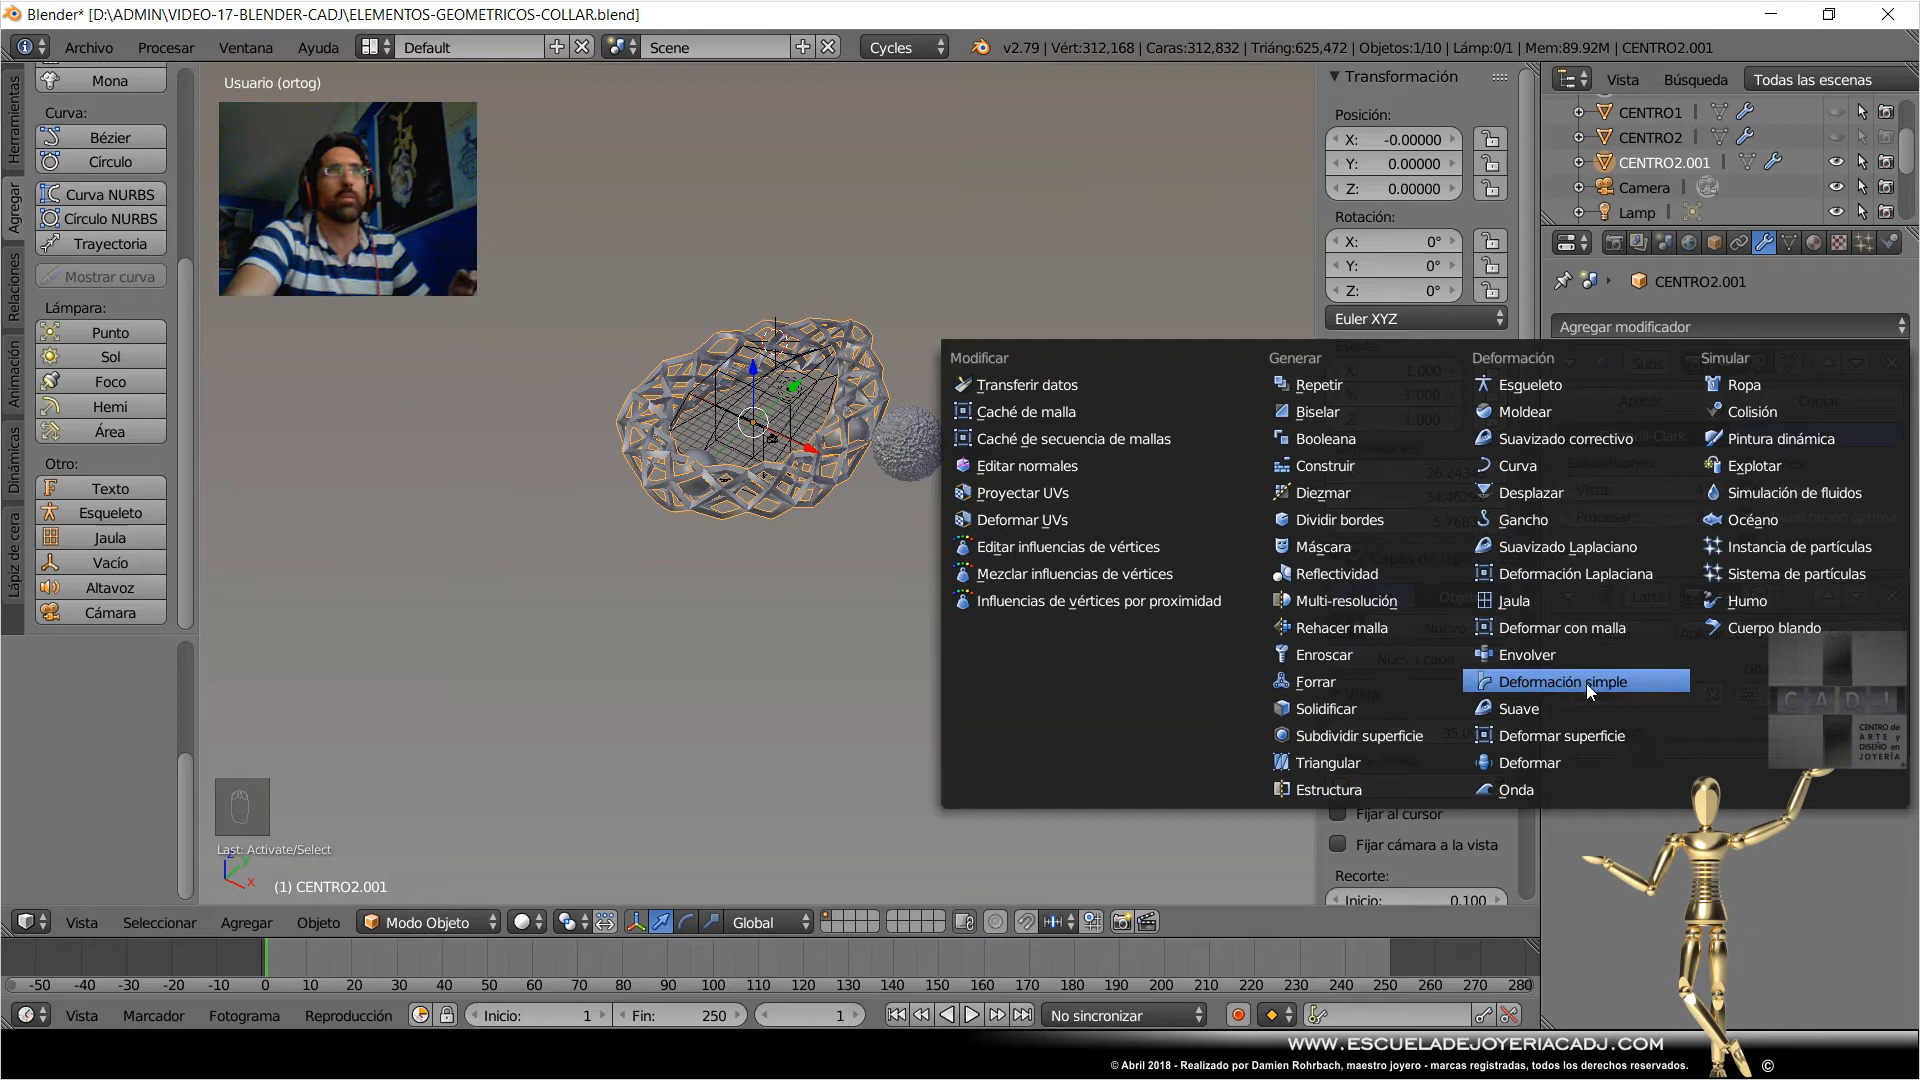 Blender* [D:\ADMIN\VIDEO-17-BLENDER-CADJ\ELEMENTOS-GEOMETRICOS-COLLAR.blend]
Archivo Procesar Ventana Ayuda Default Scene Cycles v2.79 | Vért:312,168 | Caras:312,832 | Triáng:625,472 | Objetos:1/10 | Lámp:0/1 | Mem:89.92M | CENTRO2.001
Herramientas
Agregar
Relaciones
Animación
Dinámicas
Lápiz de cera
Mona
Curva:
Bézier
Círculo
Curva NURBS
Círculo NURBS
Trayectoria
Mostrar curva
Lámpara:
Punto
Sol
Foco
Hemi
Área
Otro:
Texto
Esqueleto
Jaula
Vacío
Altavoz
Cámara
Usuario (ortog)
Last: Activate/Select
(1) CENTRO2.001
Transformación
Posición:
X: -0.00000
Y: 0.00000
Z: 0.00000
Rotación:
X: 0°
Y: 0°
Z: 0°
Euler XYZ
Vista Búsqueda Todas las escenas
CENTRO1
CENTRO2
CENTRO2.001
Camera
Lamp
CENTRO2.001
Agregar modificador
Modificar
Transferir datos
Caché de malla
Caché de secuencia de mallas
Editar normales
Proyectar UVs
Deformar UVs
Editar influencias de vértices
Mezclar influencias de vértices
Influencias de vértices por proximidad
Generar
Repetir
Biselar
Booleana
Construir
Diezmar
Dividir bordes
Máscara
Reflectividad
Multi-resolución
Rehacer malla
Enroscar
Forrar
Solidificar
Subdividir superficie
Triangular
Estructura
Deformación
Esqueleto
Moldear
Suavizado correctivo
Curva
Desplazar
Gancho
Suavizado Laplaciano
Deformación Laplaciana
Jaula
Deformar con malla
Envolver
Deformación simple
Suave
Deformar superficie
Deformar
Onda
Simular
Ropa
Colisión
Pintura dinámica
Explotar
Simulación de fluidos
Océano
Instancia de partículas
Sistema de partículas
Humo
Cuerpo blando
CADJ
CENTRO de
ARTE y
DISEÑO en
JOYERÍA
Fijar al cursor
Fijar cámara a la vista
Recorte:
Inicio: 0.100
Vista Seleccionar Agregar Objeto Modo Objeto Global
-50 -40 -30 -20 -10 0 10 20 30 40 50 60 70 80 90 100 110 120 130 140 150 160 170 180 190 200 210 220 230 240 250 260 270 280
Vista Marcador Fotograma Reproducción Inicio: 1 Fin: 250 1 No sincronizar
WWW.ESCUELADEJOYERIACADJ.COM
© Abril 2018 - Realizado por Damien Rohrbach, maestro joyero - marcas registradas, todos los derechos reservados. ©